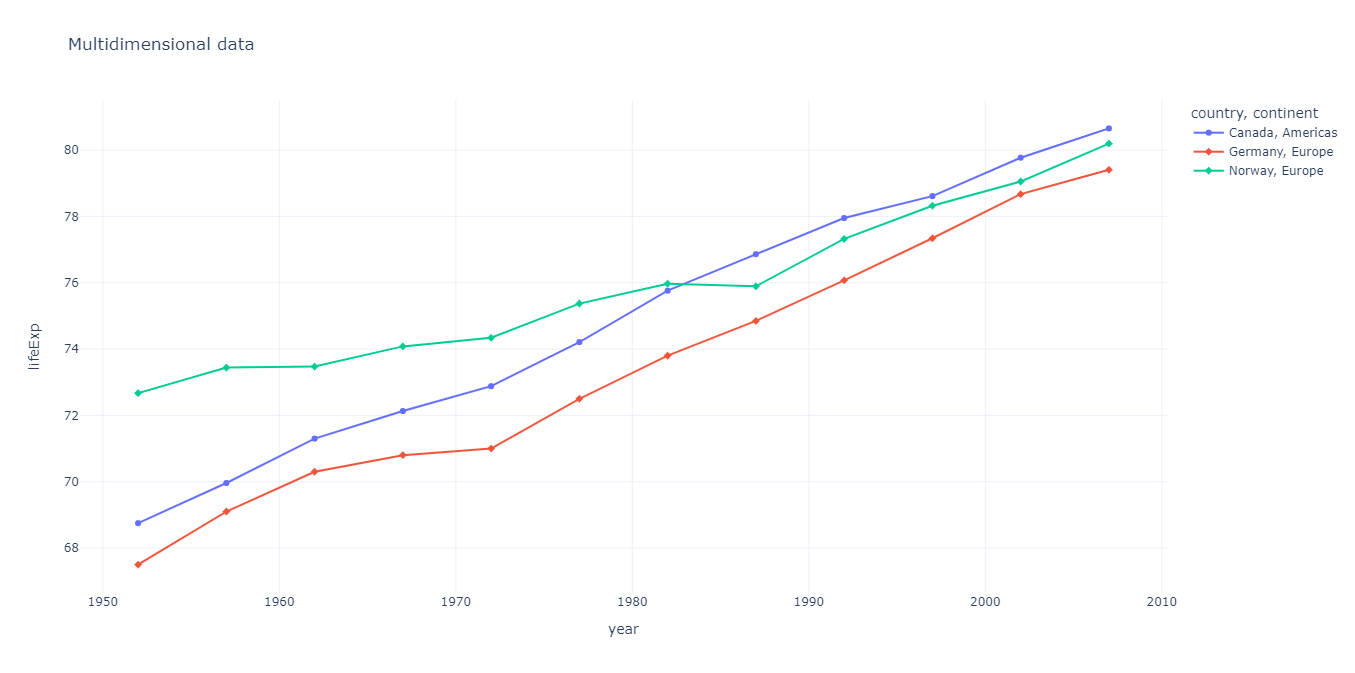 Multidimensional data
country, continent
Canada, Americas
Germany, Europe
Norway, Europe
lifeExp
80
78
76
74
72
70
68
1950 1960 1970 1980 1990 2000 2010
year